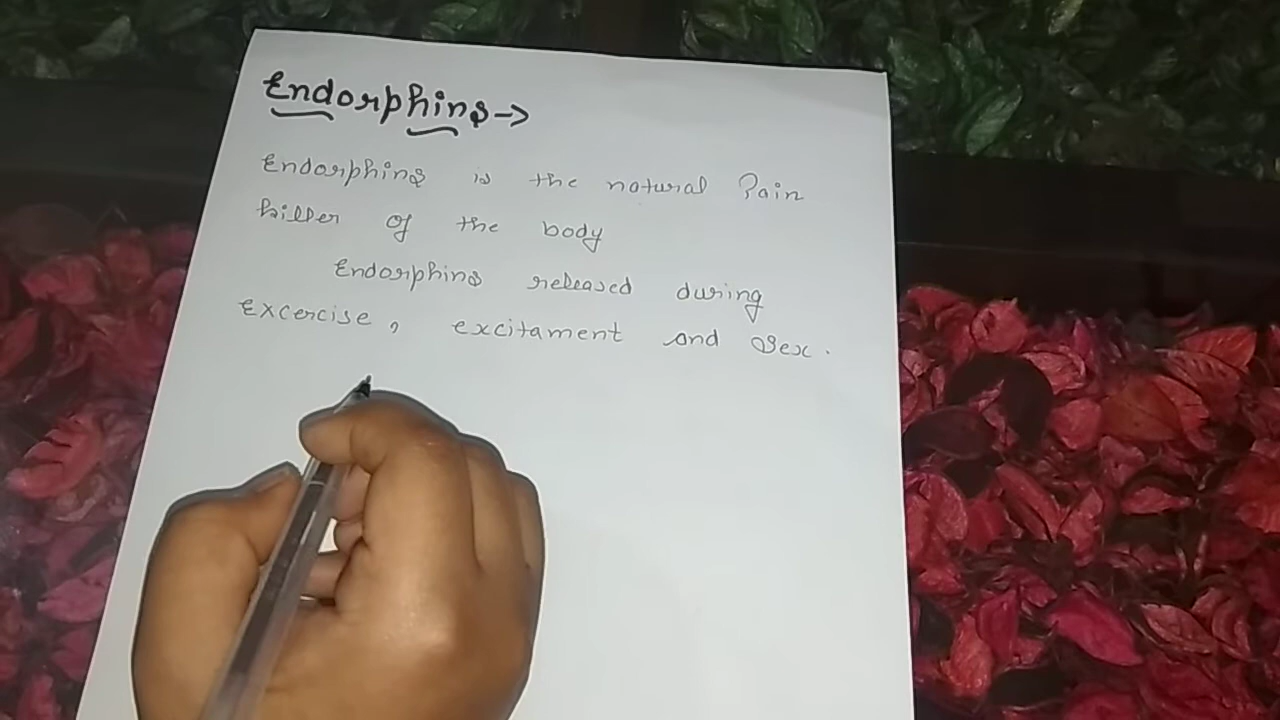 Endorphins→
Endorphins is the natural Pain
killer of the body
Endorphins released during
Excercise, excitament and Sex.